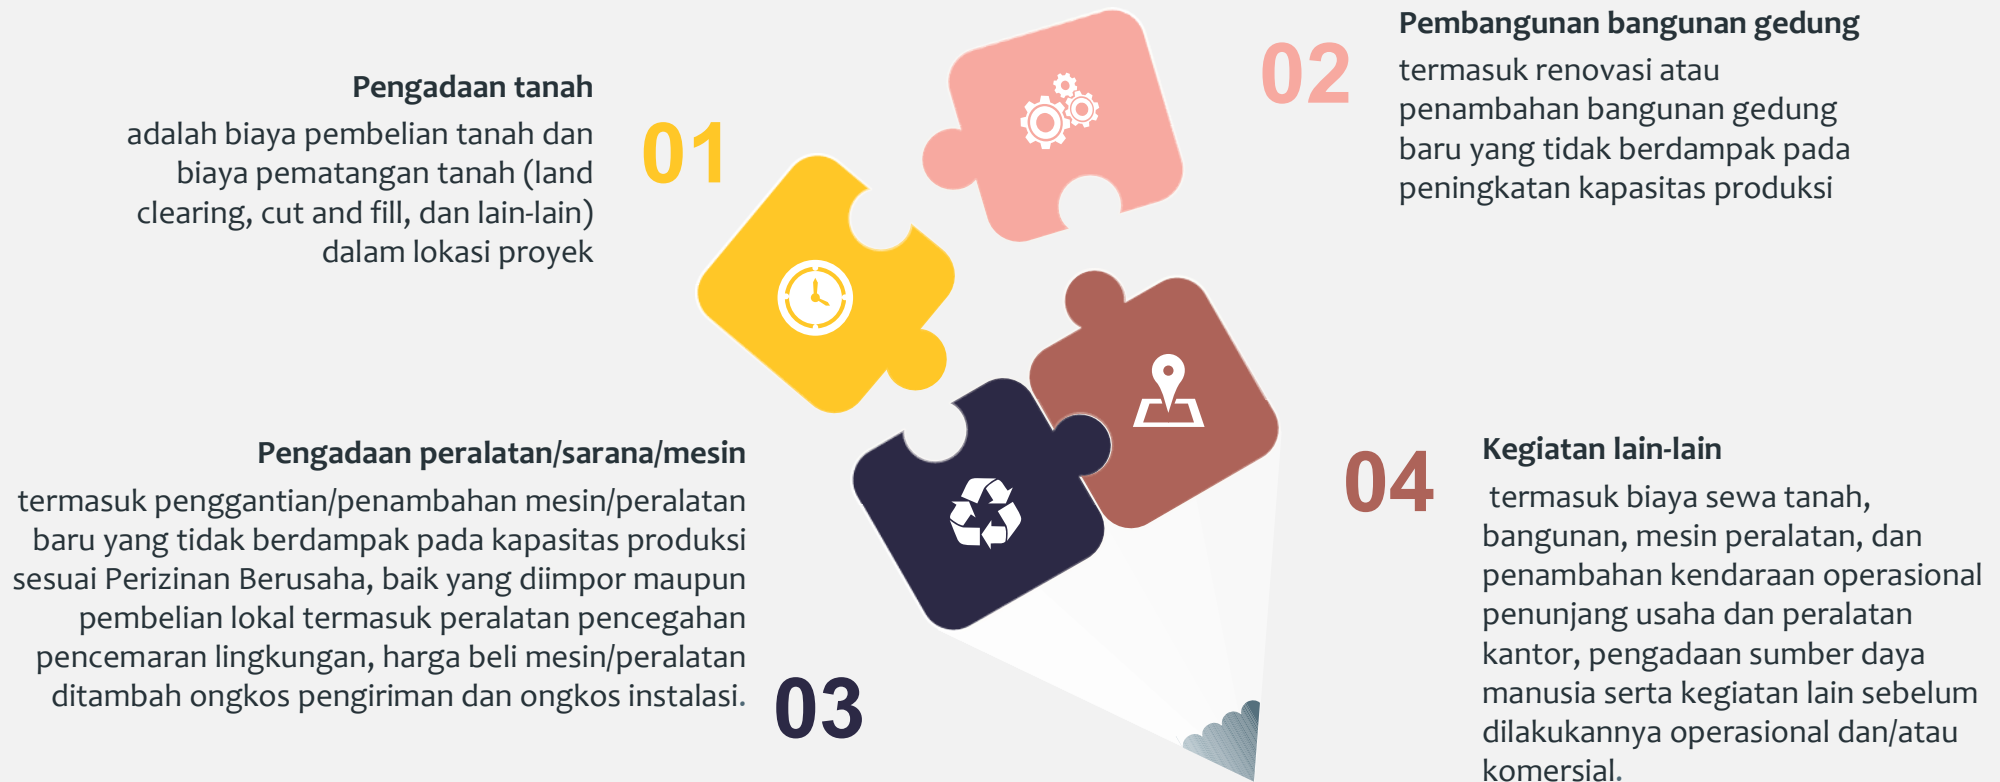 Pengadaan tanah
adalah biaya pembelian tanah dan
biaya pematangan tanah (land
clearing, cut and fill, dan lain-lain)
dalam lokasi proyek
01
02
Pembangunan bangunan gedung
termasuk renovasi atau
penambahan bangunan gedung
baru yang tidak berdampak pada
peningkatan kapasitas produksi
Pengadaan peralatan/sarana/mesin
termasuk penggantian/penambahan mesin/peralatan
baru yang tidak berdampak pada kapasitas produksi
sesuai Perizinan Berusaha, baik yang diimpor maupun
pembelian lokal termasuk peralatan pencegahan
pencemaran lingkungan, harga beli mesin/peralatan
ditambah ongkos pengiriman dan ongkos instalasi.
03
04
Kegiatan lain-lain
termasuk biaya sewa tanah,
bangunan, mesin peralatan, dan
penambahan kendaraan operasional
penunjang usaha dan peralatan
kantor, pengadaan sumber daya
manusia serta kegiatan lain sebelum
dilakukannya operasional dan/atau
komersial.